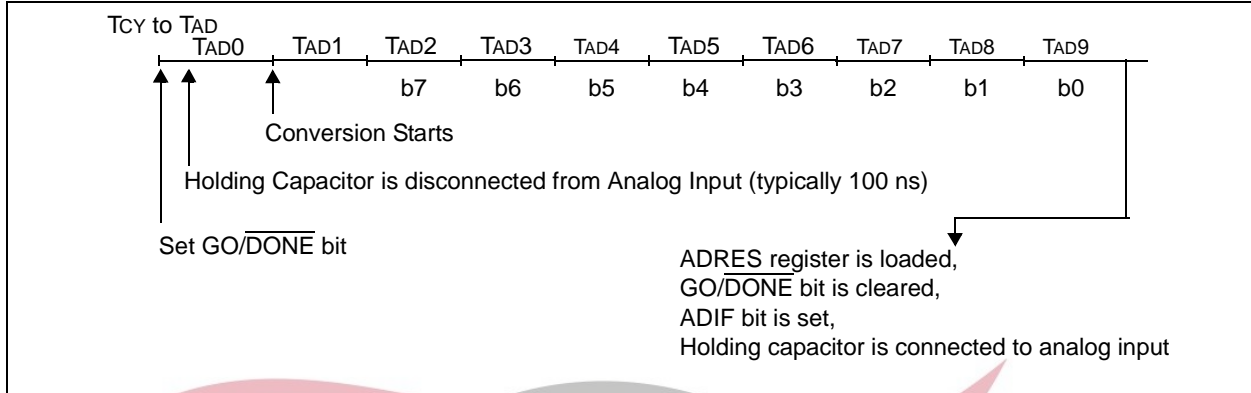 TCY to TAD
TAD0 TAD1 TAD2 TAD3 TAD4 TAD5 TAD6 TAD7 TAD8 TAD9
b7 b6 b5 b4 b3 b2 b1 b0
Conversion Starts
Holding Capacitor is disconnected from Analog Input (typically 100 ns)
Set GO/DONE bit
ADRES register is loaded,
GO/DONE bit is cleared,
ADIF bit is set,
Holding capacitor is connected to analog input